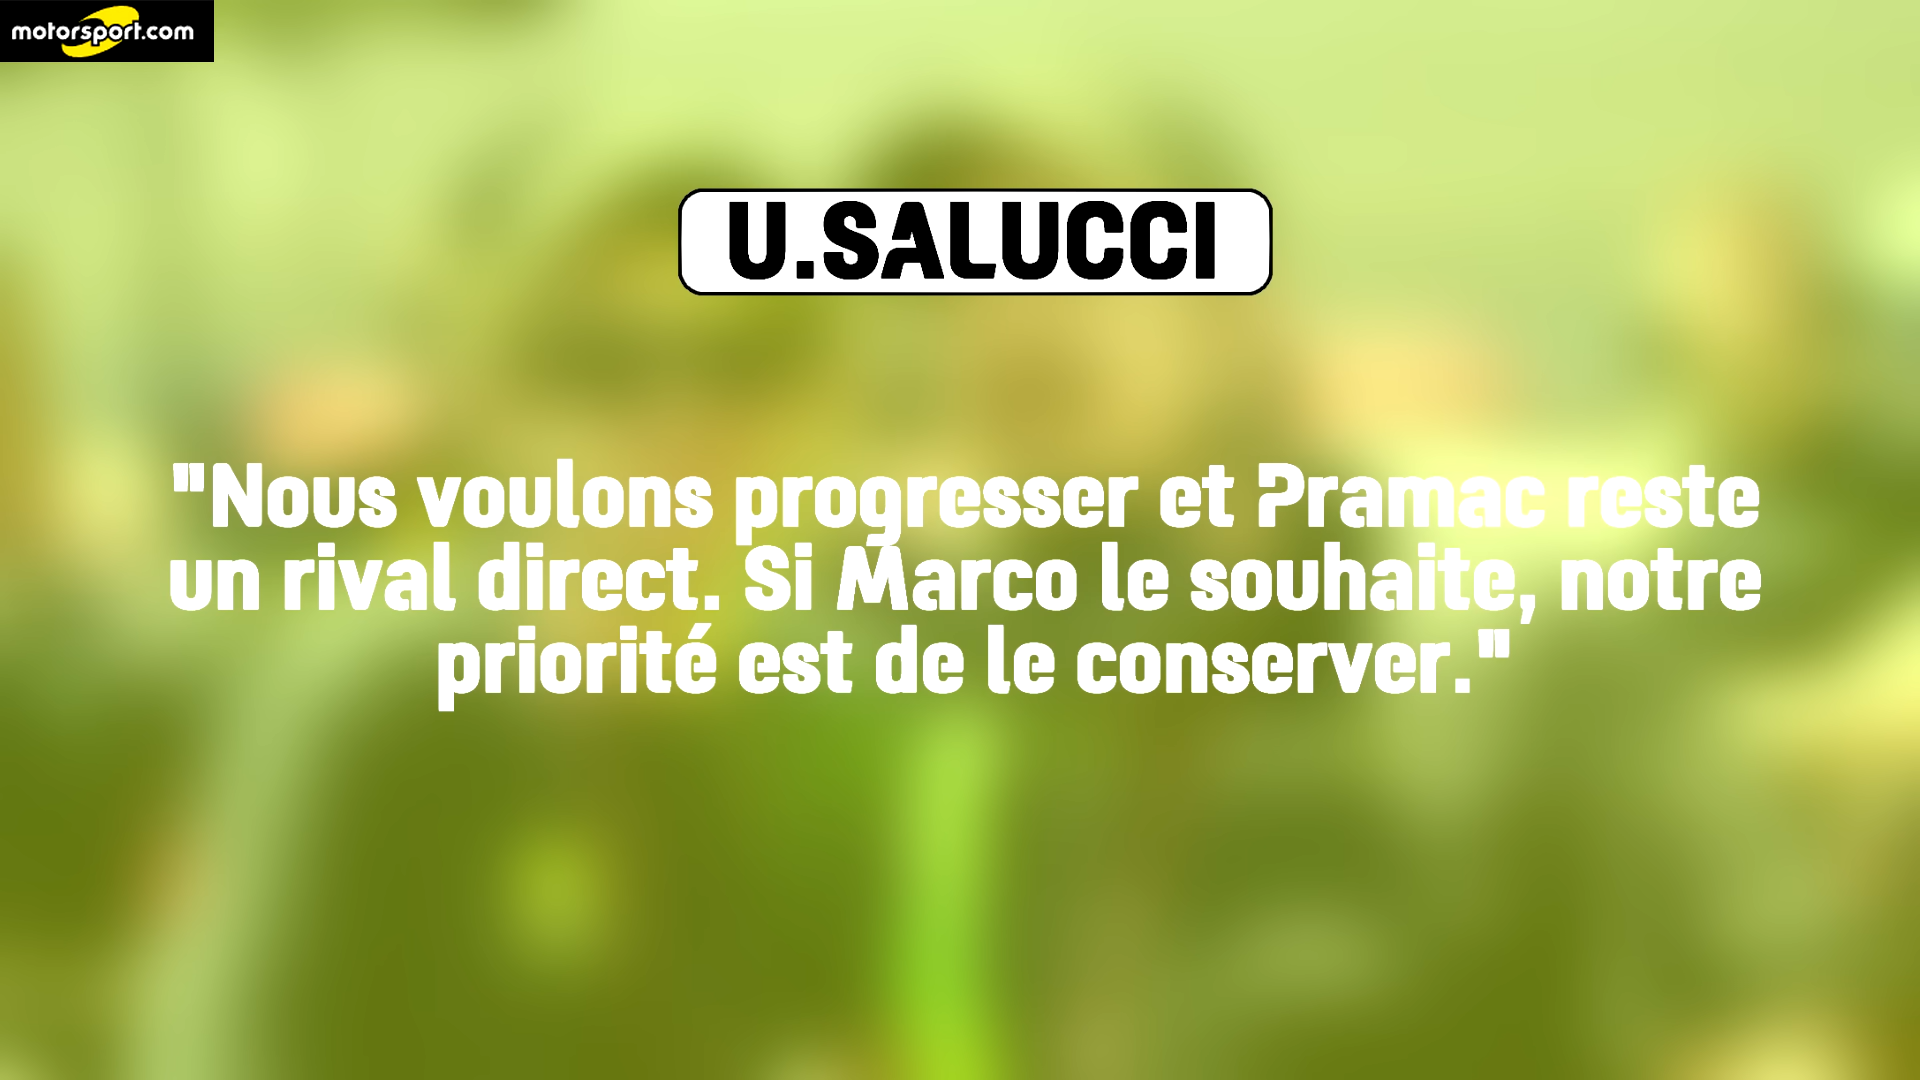 motorsport.com
U.SALUCCI
"Nous voulons progresser et Pramac reste
un rival direct. Si Marco le souhaite, notre
priorité est de le conserver."